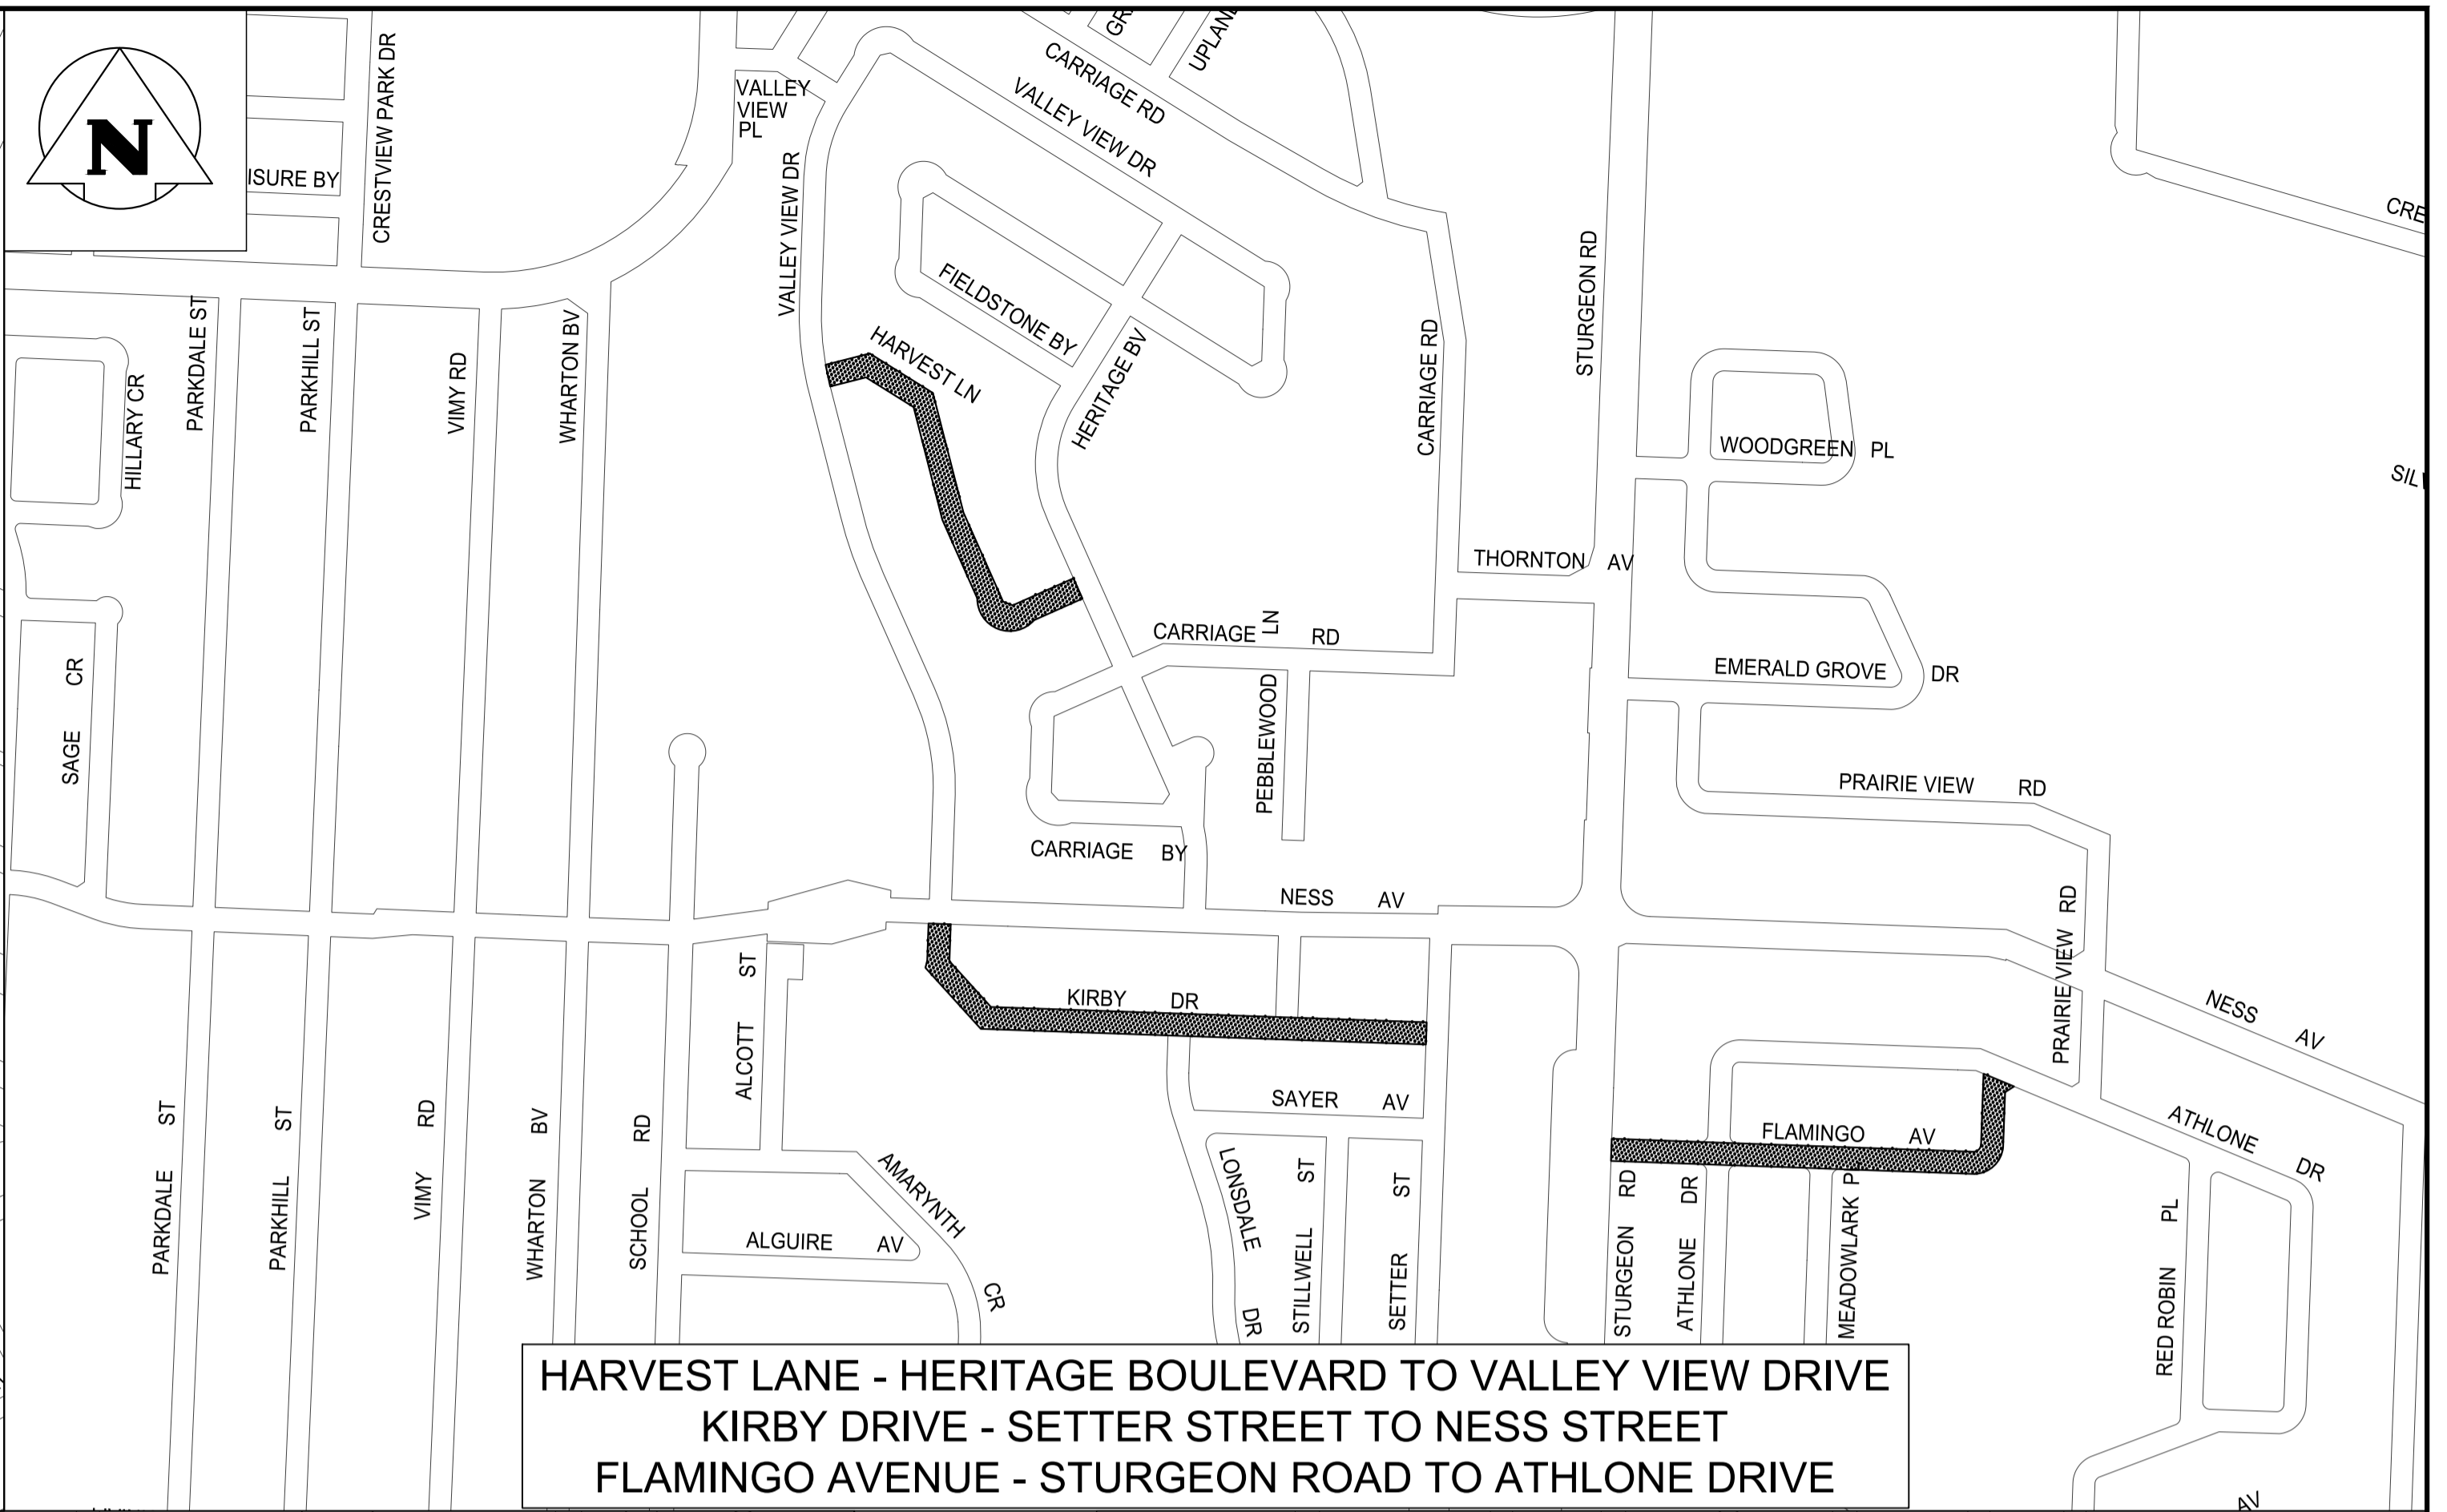 N
ISURE BY
CRESTVIEW PARK DR
VALLEY
VIEW
PL
VALLEY VIEW DR
CARRIAGE RD
VALLEY VIEW DR
UPLAN
STURGEON RD
CRE
PARKDALE ST
PARKHILL ST
HILLARY CR
VIMY RD
WHARTON BV
FIELDSTONE BY
HARVEST LN
HERITAGE BV
CARRIAGE RD
WOODGREEN PL
THORNTON AV
CARRIAGE RD
PEBBLEWOOD LN
EMERALD GROVE DR
SAGE CR
PRAIRIE VIEW RD
CARRIAGE BY
NESS AV
PRAIRIE VIEW RD
PRAIRIE VIEW RD
NESS AV
KIRBY DR
ALCOTT ST
SAYER AV
FLAMINGO AV
ATHLONE DR
PARKDALE ST
PARKHILL ST
VIMY RD
WHARTON BV
SCHOOL RD
AMARYNTH CR
ALGUIRE AV
LONSDALE DR
STILLWELL ST
SETTER ST
STURGEON RD
ATHLONE DR
MEADOWLARK P
RED ROBIN PL
AV
HARVEST LANE - HERITAGE BOULEVARD TO VALLEY VIEW DRIVE
KIRBY DRIVE - SETTER STREET TO NESS STREET
FLAMINGO AVENUE - STURGEON ROAD TO ATHLONE DRIVE